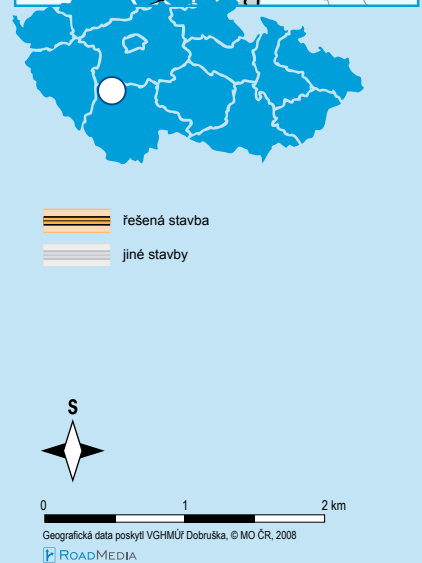 řešená stavba
jiné stavby
S
0 1 2 km
Geografická data poskytl VGHMÚř Dobruška, © MO ČR, 2008
ROADMEDIA